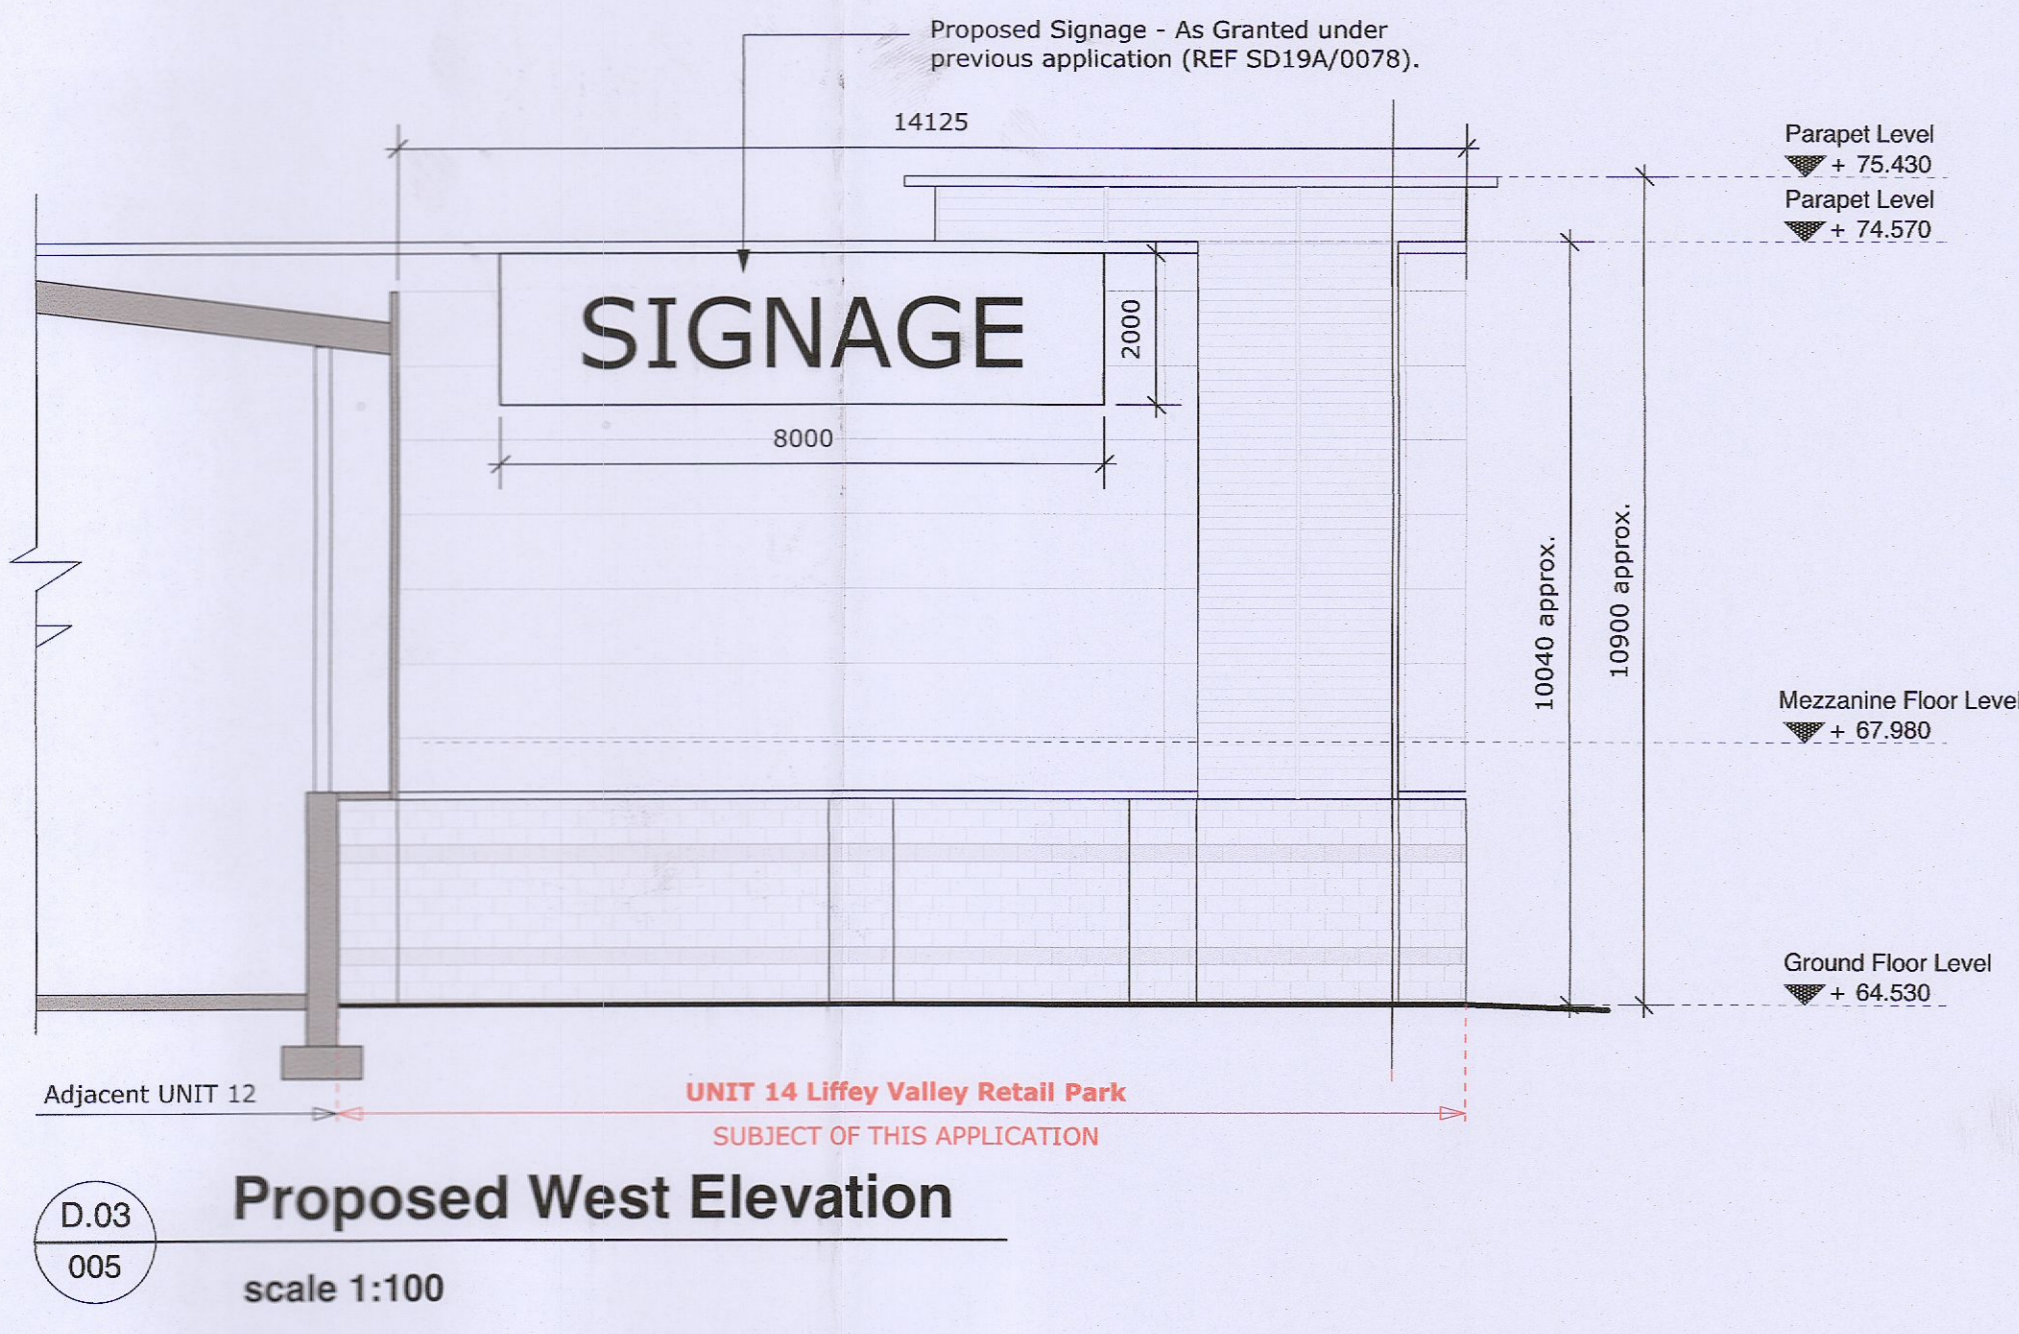 Proposed Signage - As Granted under
previous application (REF SD19A/0078).
14125
Parapet Level
+ 75.430
Parapet Level
+ 74.570
SIGNAGE
2000
8000
10040 approx.
10900 approx.
Mezzanine Floor Level
+ 67.980
Ground Floor Level
+ 64.530
Adjacent UNIT 12
UNIT 14 Liffey Valley Retail Park
SUBJECT OF THIS APPLICATION
D.03
005
Proposed West Elevation
scale 1:100